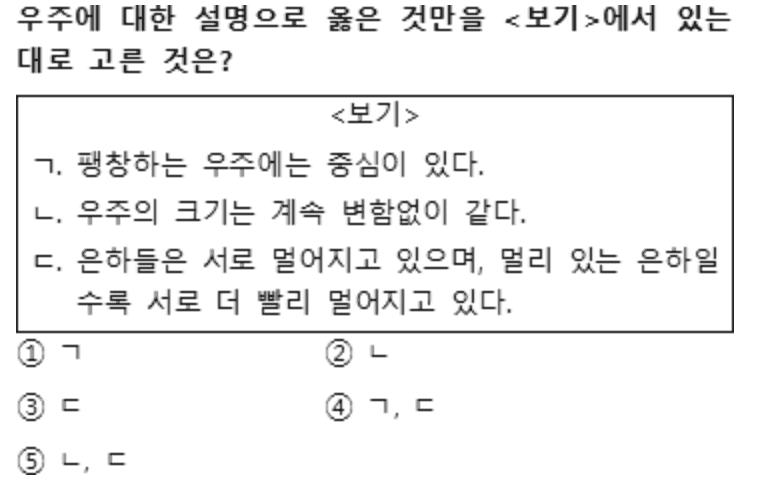 우주에 대한 설명으로 옳은 것만을 <보기>에서 있는
대로 고른 것은?
<보기>
ㄱ. 팽창하는 우주에는 중심이 있다.
ㄴ. 우주의 크기는 계속 변함없이 같다.
ㄷ. 은하들은 서로 멀어지고 있으며, 멀리 있는 은하일
수록 서로 더 빨리 멀어지고 있다.
① ㄱ ② ㄴ
③ ㄷ ④ ㄱ, ㄷ
⑤ ㄴ, ㄷ